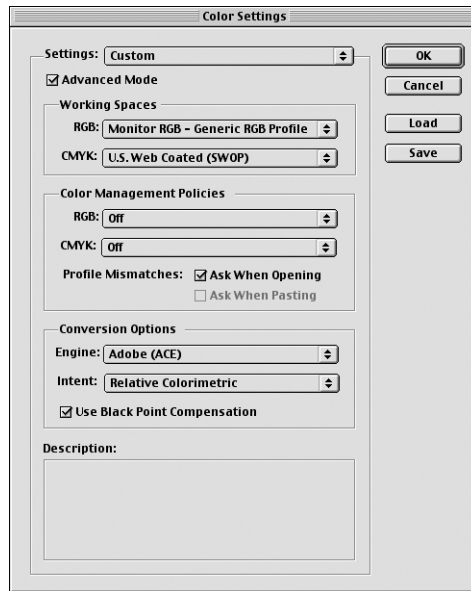 Color Settings
Settings: Custom
OK
Advanced Mode
Cancel
Working Spaces
RGB: Monitor RGB - Generic RGB Profile
Load
CMYK: U.S. Web Coated (SWOP)
Save
Color Management Policies
RGB: Off
CMYK: Off
Profile Mismatches: Ask When Opening
Ask When Pasting
Conversion Options
Engine: Adobe (ACE)
Intent: Relative Colorimetric
Use Black Point Compensation
Description: